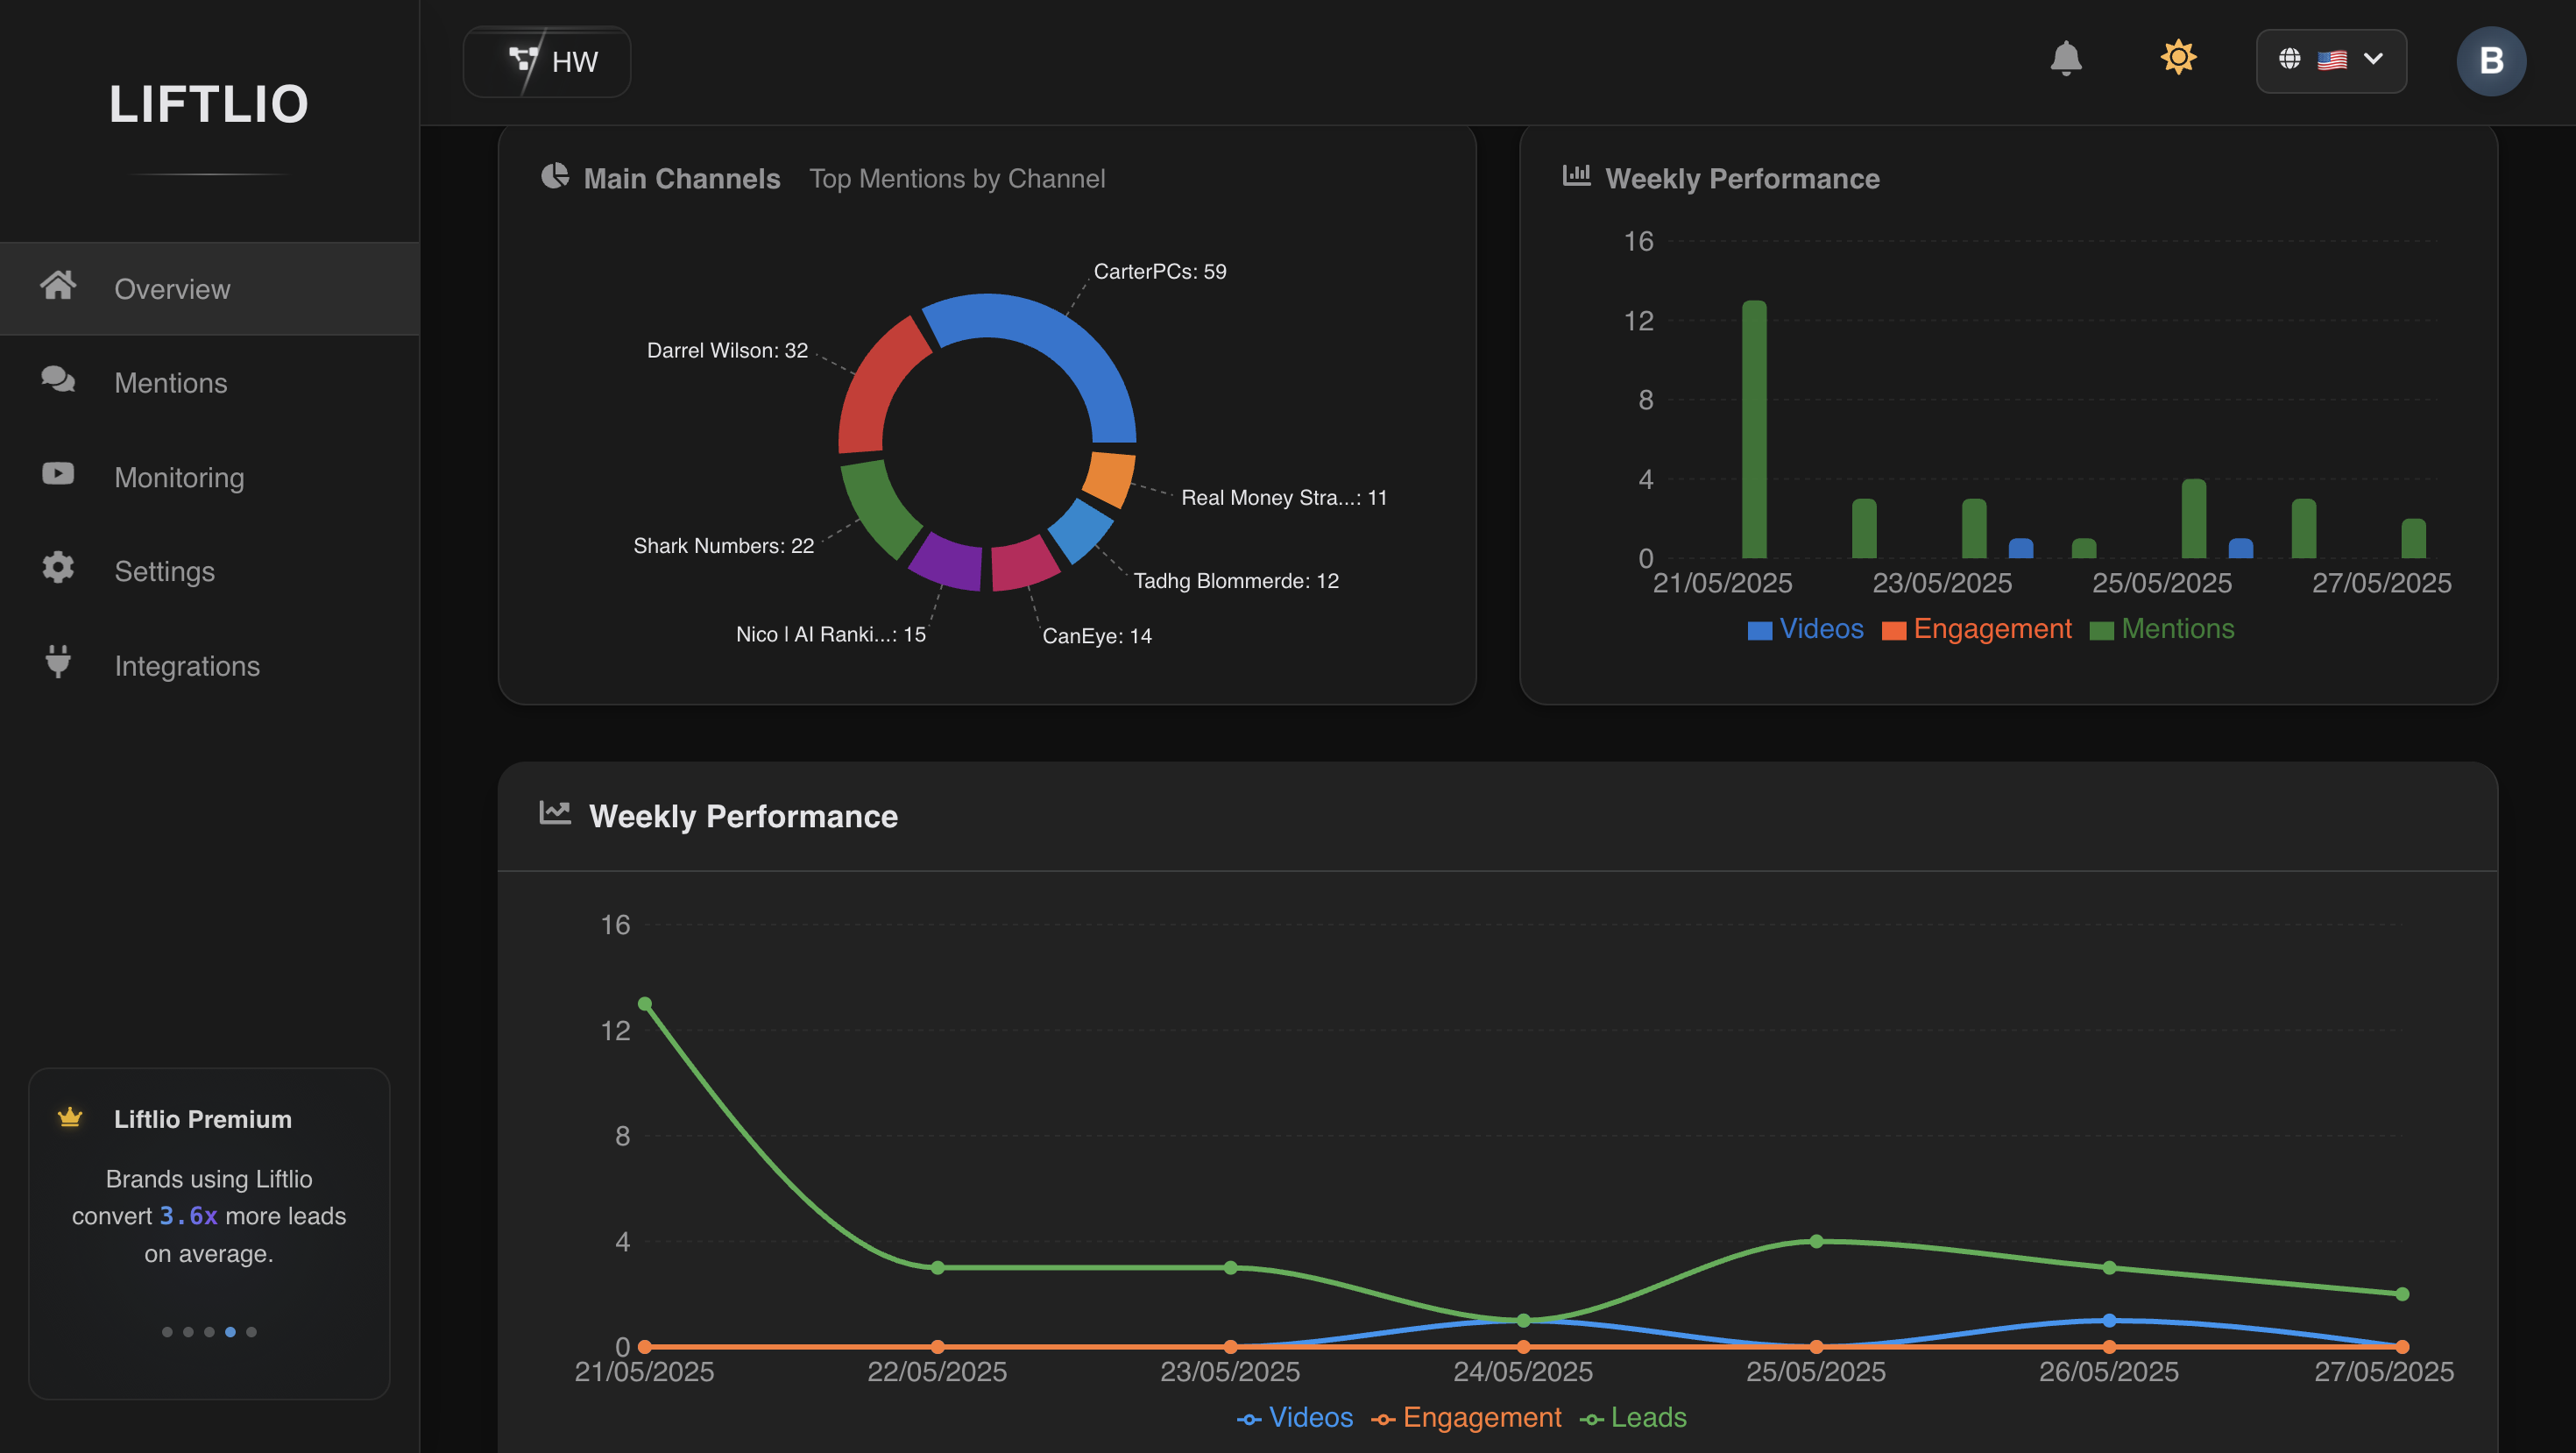 LIFTLIO
HW
B
Overview
Mentions
Monitoring
Settings
Integrations
Liftlio Premium
Brands using Liftlio
convert 3.6x more leads
on average.
Main Channels Top Mentions by Channel
CarterPCs: 59
Darrel Wilson: 32
Real Money Stra...: 11
Shark Numbers: 22
Tadhg Blommerde: 12
Nico | AI Ranki...: 15
CanEye: 14
Weekly Performance
16
12
8
4
0
21/05/2025 23/05/2025 25/05/2025 27/05/2025
Videos Engagement Mentions
Weekly Performance
16
12
8
4
0
21/05/2025 22/05/2025 23/05/2025 24/05/2025 25/05/2025 26/05/2025 27/05/2025
Videos Engagement Leads